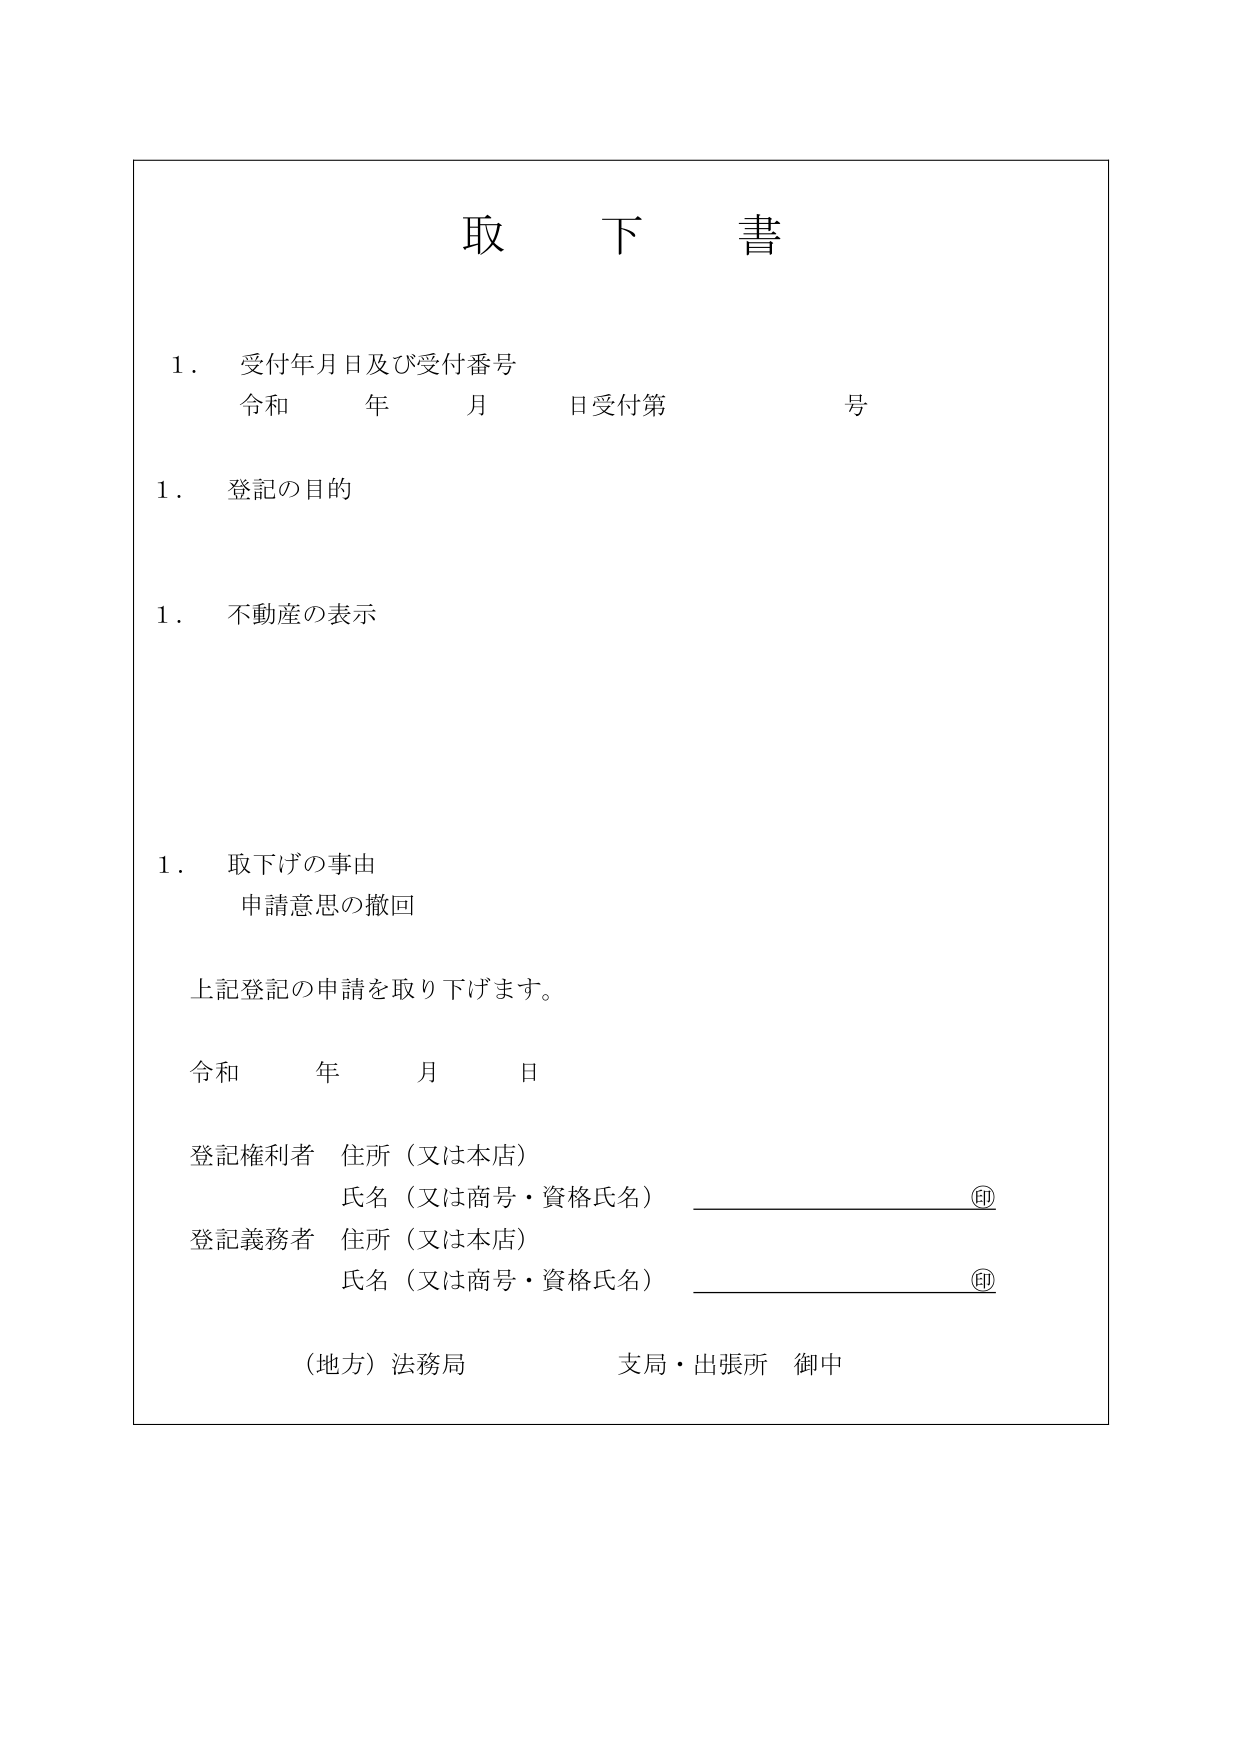 取　下　書
１．　受付年月日及び受付番号
令和　　　年　　　月　　　日受付第　　　　　　　号
１．　登記の目的
１．　不動産の表示
１．　取下げの事由
申請意思の撤回
上記登記の申請を取り下げます。
令和　　　年　　　月　　　日
登記権利者　住所（又は本店）
氏名（又は商号・資格氏名）　　　　　　　　　　　　　㊞
登記義務者　住所（又は本店）
氏名（又は商号・資格氏名）　　　　　　　　　　　　　㊞
（地方）法務局　　　　　　支局・出張所　御中